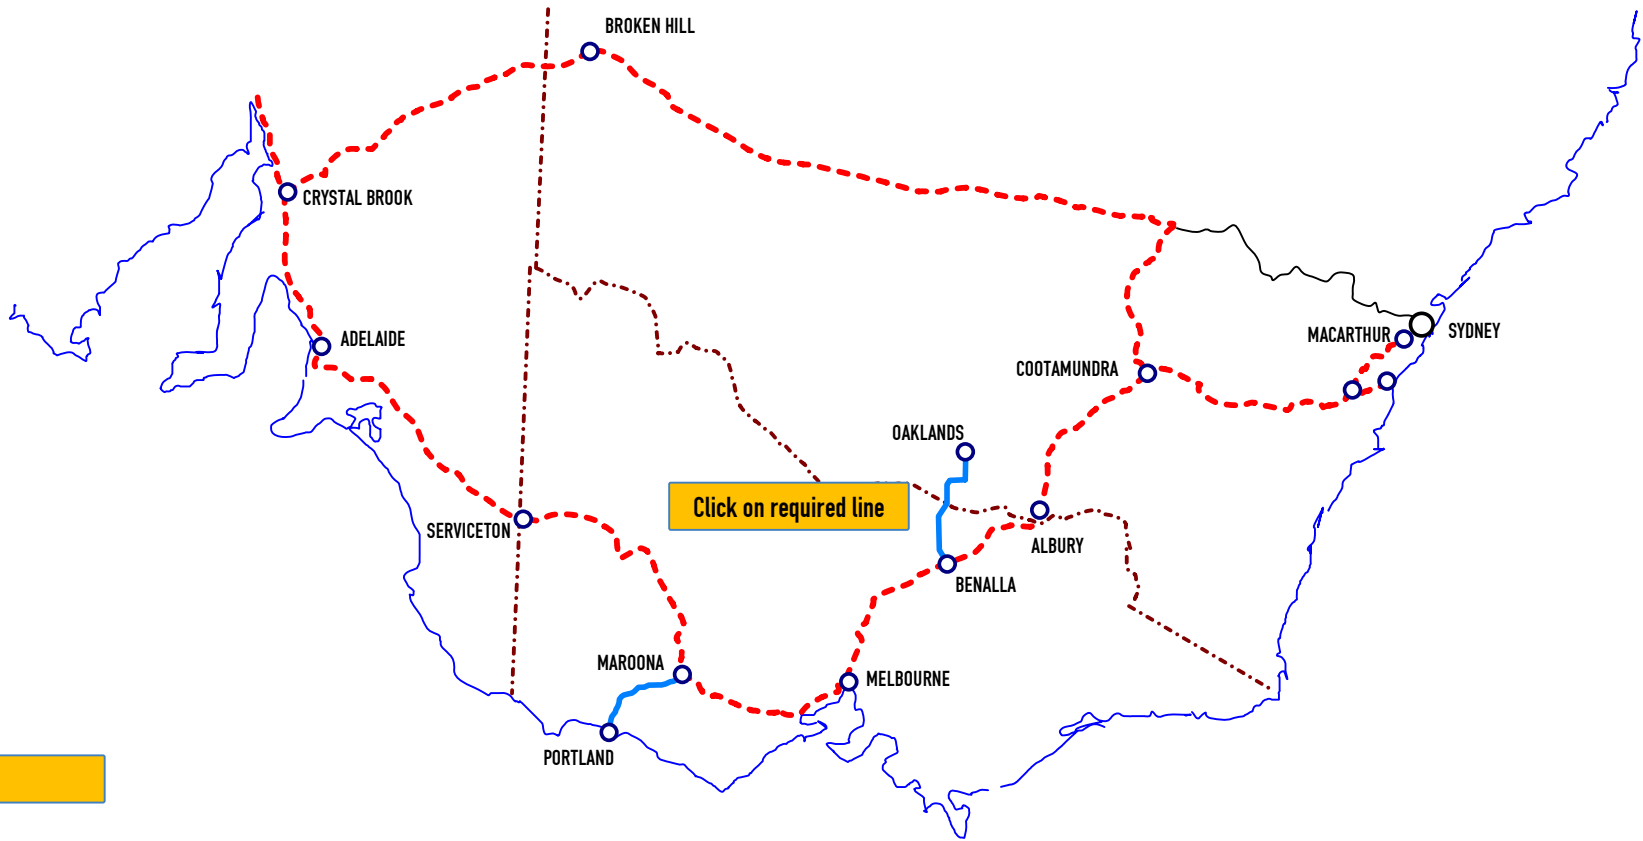 BROKEN HILL
CRYSTAL BROOK
ADELAIDE
MACARTHUR
SYDNEY
COOTAMUNDRA
OAKLANDS
Click on required line
SERVICETON
ALBURY
BENALLA
MAROONA
MELBOURNE
PORTLAND